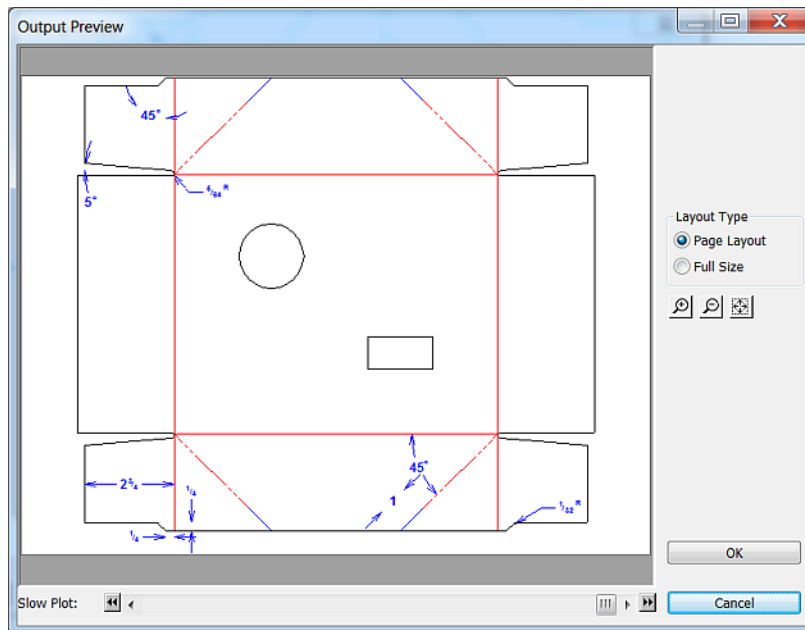 Output Preview
45°
5°
5/64 R
Layout Type
Page Layout
Full Size
45°
2 3/4
1/4
1
1/32 R
1/4
OK
Slow Plot:
Cancel